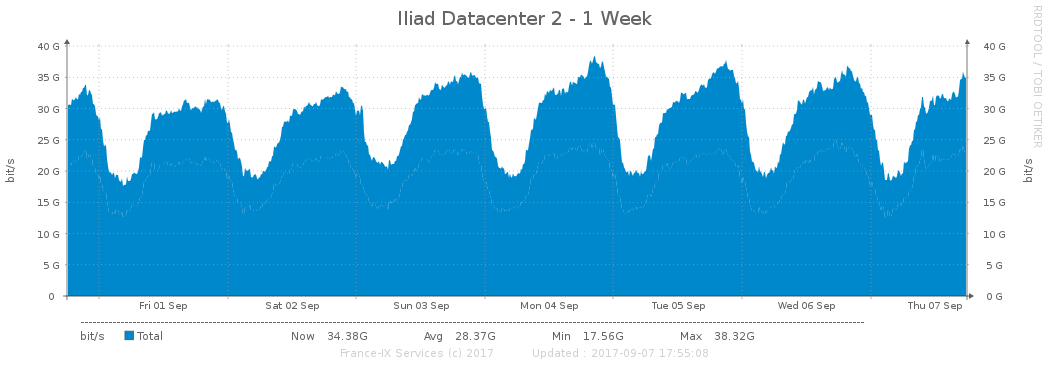 Iliad Datacenter 2 - 1 Week
RRDTOOL / TOBI OETIKER
bit/s
40 G
35 G
30 G
25 G
20 G
15 G
10 G
5 G
0
40 G
35 G
30 G
25 G
20 G
15 G
10 G
5 G
0 G
bit/s
Fri 01 Sep Sat 02 Sep Sun 03 Sep Mon 04 Sep Tue 05 Sep Wed 06 Sep Thu 07 Sep
bit/s Total Now 34.38G Avg 28.37G Min 17.56G Max 38.32G
France-IX Services (c) 2017 Updated : 2017-09-07 17:55:08